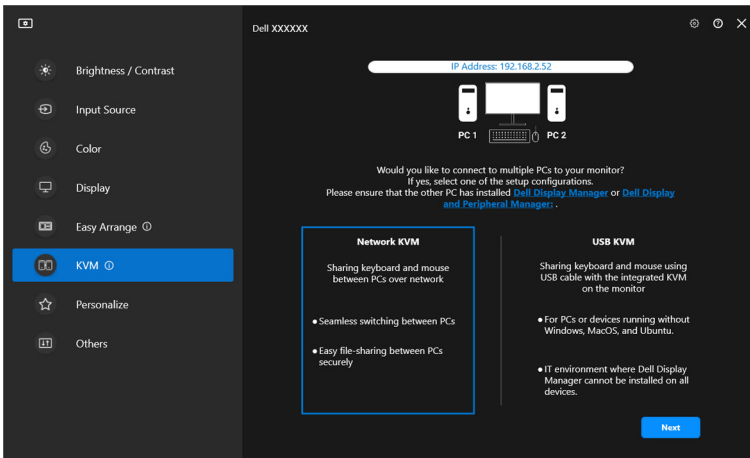 Dell XXXXXX
Brightness / Contrast
Input Source
Color
Display
Easy Arrange
KVM
Personalize
Others
IP Address: 192.168.2.52
PC 1
PC 2
Would you like to connect to multiple PCs to your monitor?
If yes, select one of the setup configurations.
Please ensure that the other PC has installed Dell Display Manager or Dell Display
and Peripheral Manager: .
Network KVM
Sharing keyboard and mouse
between PCs over network
• Seamless switching between PCs
• Easy file-sharing between PCs
securely
USB KVM
Sharing keyboard and mouse using
USB cable with the integrated KVM
on the monitor
• For PCs or devices running without
Windows, MacOS, and Ubuntu.
• IT environment where Dell Display
Manager cannot be installed on all
devices.
Next